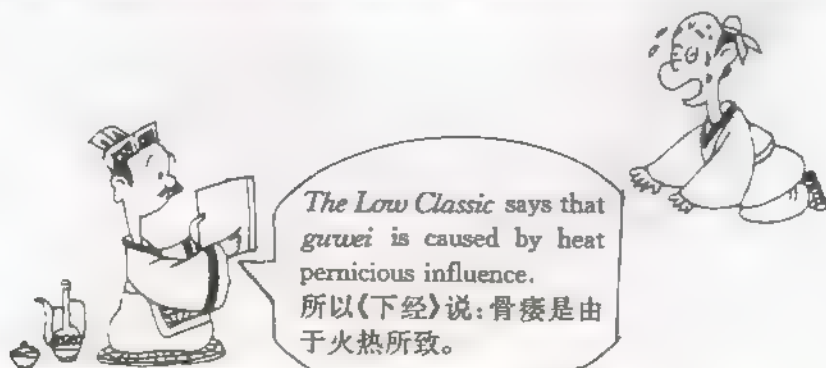 The Low Classic says that
guwei is caused by heat
pernicious influence.
所以《下经》说:骨痿是由
于火热所致。